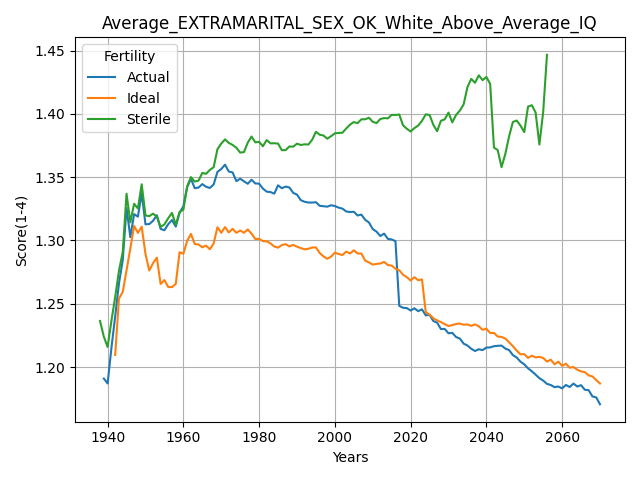 Average_EXTRAMARITAL_SEX_OK_White_Above_Average_IQ
Fertility
Actual
Ideal
Sterile
Score(1-4)
1.45
1.40
1.35
1.30
1.25
1.20
1940 1960 1980 2000 2020 2040 2060
Years